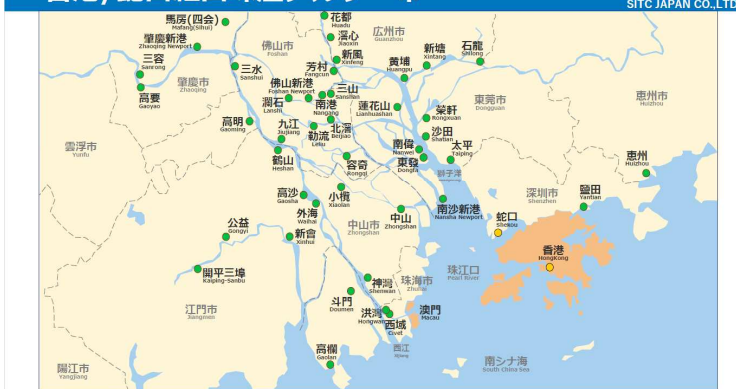 SITC JAPAN CO.,LTD
馬房(四会)
Mafang(Sihui)
肇慶新港
Zhaoqing Newport
三容
Sanrong
肇慶市
Zhaoqing
高要
Gaoyao
三水
Sanshui
佛山市
Foshan
花都
Huadu
滘心
Jiaoxin
新風
Xinfeng
芳村
Fangcun
広州市
Guangzhou
黄埔
Huangpu
新塘
Xintang
石龍
Shilong
佛山新港
Foshan Newport
三山
Sanshan
瀾石
Lanshi
南港
Nangang
蓮花山
Lianhuashan
東莞市
Dongguan
惠州市
Huizhou
高明
Gaoming
九江
Jiujiang
勒流
Leliu
北滘
Beijiao
榮軒
Rongxuan
沙田
Shatian
太平
Taiping
雲浮市
Yunfu
鶴山
Heshan
容奇
Rongqi
南偉
Nanwei
東發
Dongfa
獅子洋
惠州
Huizhou
高沙
Gaosha
小欖
Xiaolan
外海
Waihai
中山市
Zhongshan
中山
Zhongshan
南沙新港
Nansha Newport
深圳市
Shenzhen
鹽田
Yantian
蛇口
Shekou
公益
Gongyi
新會
Xinhui
香港
HongKong
開平三埠
Kaiping-Sanbu
神灣
Shenwan
珠海市
Zhuhai
珠江口
Pearl River
江門市
Jiangmen
斗門
Doumen
洪灣
Hongwan
西域
Civet
澳門
Macau
西江
Xijiang
高欄
Gaolan
陽江市
Yangjiang
南シナ海
South China Sea